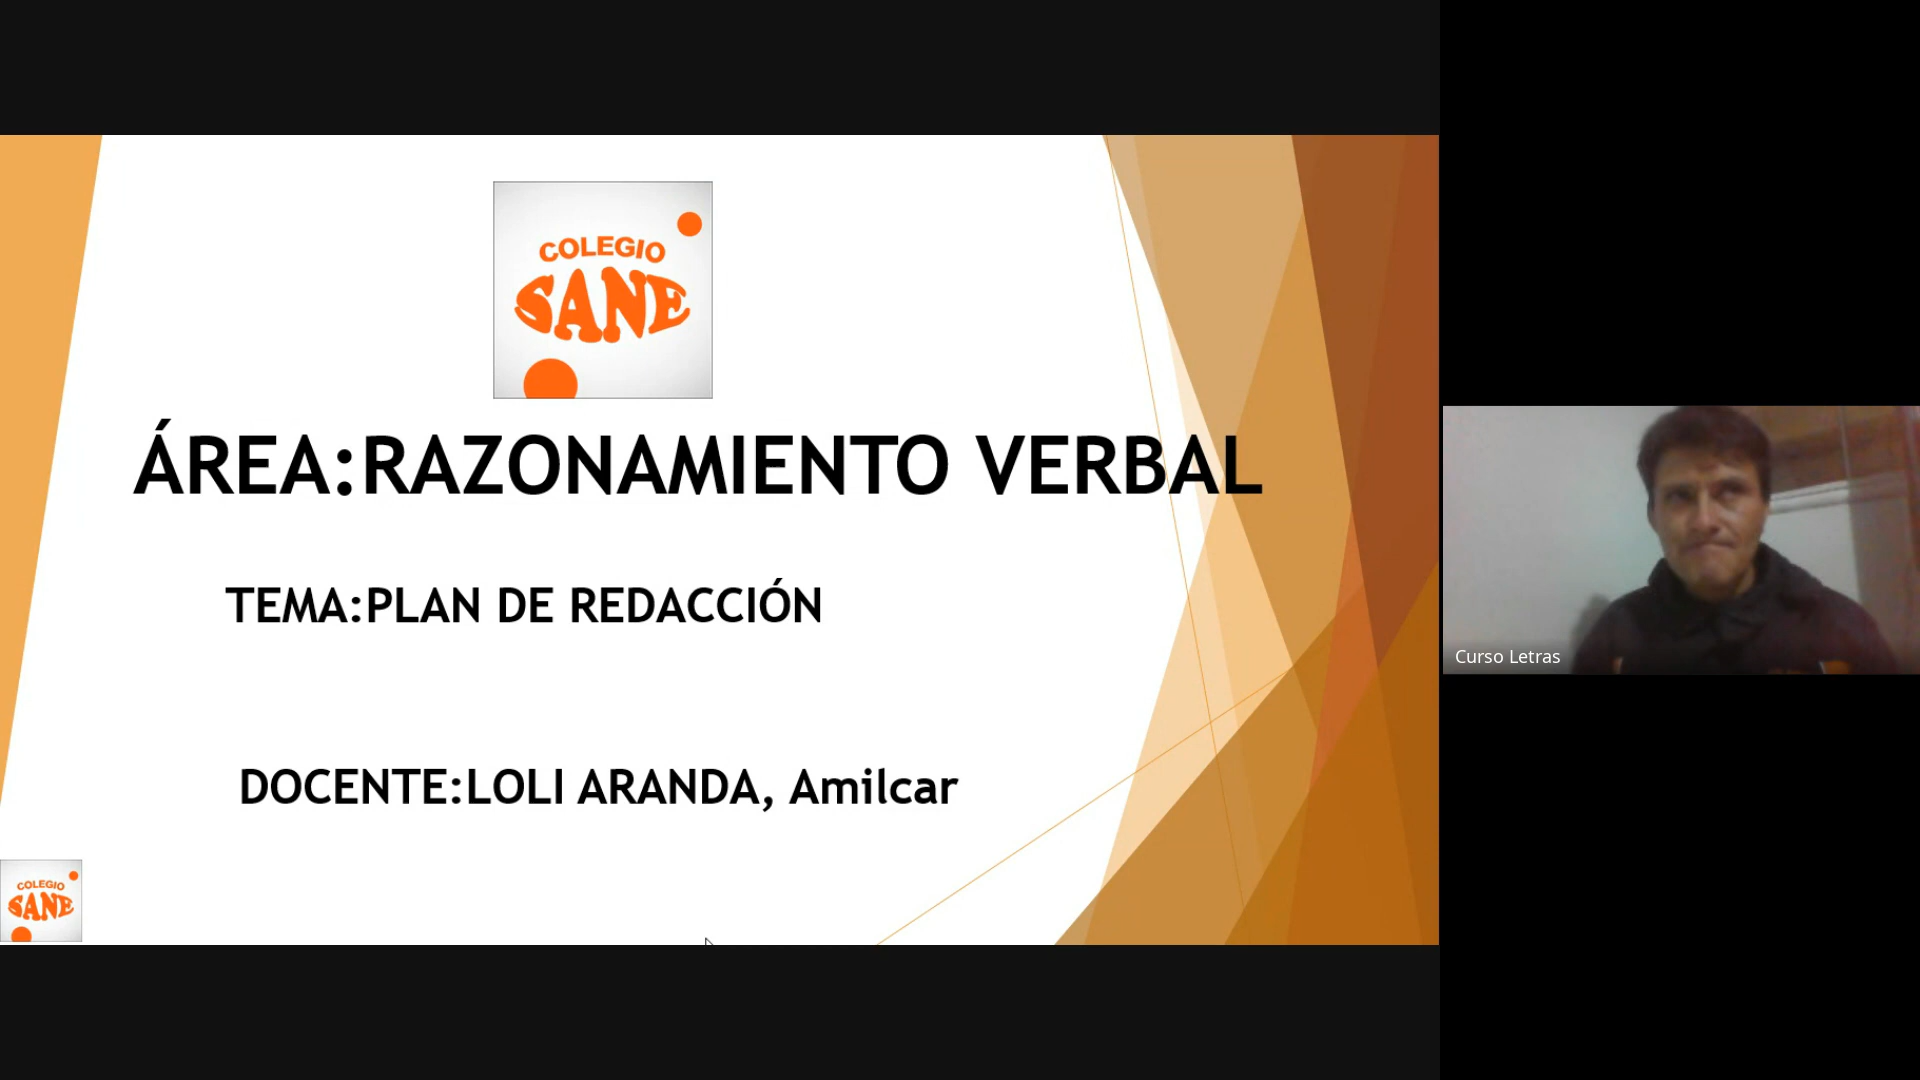 COLEGIO
SANE
ÁREA:RAZONAMIENTO VERBAL
TEMA:PLAN DE REDACCIÓN
DOCENTE:LOLI ARANDA, Amilcar
COLEGIO
SANE
Curso Letras